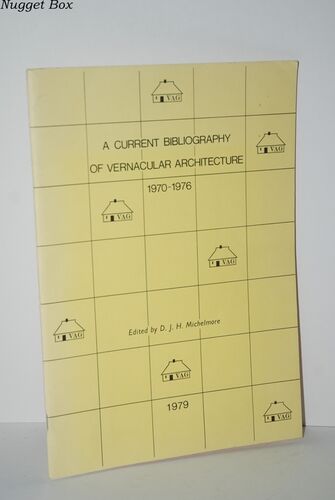 Nugget Box
VAG
A CURRENT BIBLIOGRAPHY
VAG
OF VERNACULAR ARCHITECTURE
1970-1976
VAG
VAG
Edited by D. J. H. Michelmore
VAG
VAG
1979
VAG